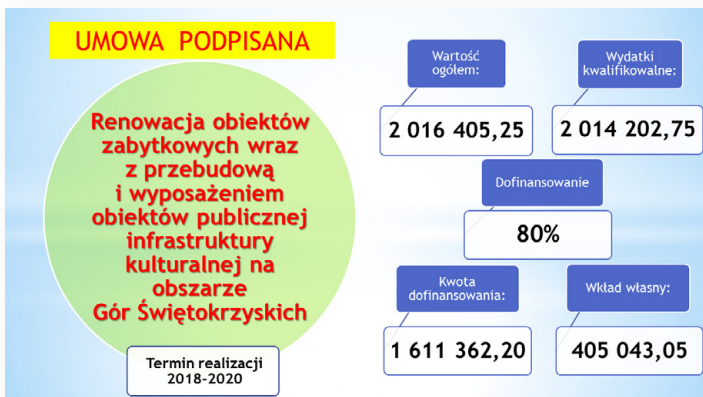 UMOWA PODPISANA
Renowacja obiektów
zabytkowych wraz
z przebudową
i wyposażeniem
obiektów publicznej
infrastruktury
kulturalnej na
obszarze
Gór Świętokrzyskich
Termin realizacji
2018-2020
Wartość
ogółem:
2 016 405,25
Wydatki
kwalifikowalne:
2 014 202,75
Dofinansowanie
80%
Kwota
dofinansowania:
1 611 362,20
Wkład własny:
405 043,05